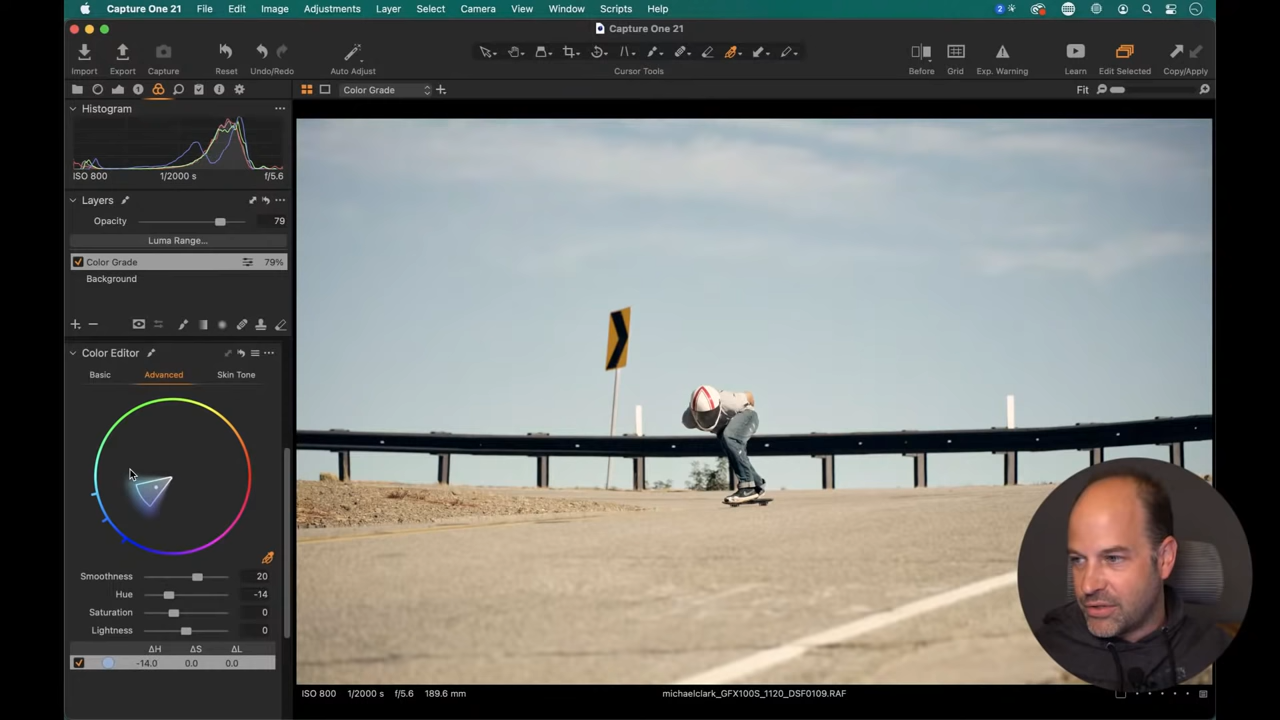 Capture One 21 File Edit Image Adjustments Layer Select Camera View Window Scripts Help 2
Capture One 21
Import Export Capture Reset Undo/Redo Auto Adjust Cursor Tools Before Grid Exp. Warning Learn Edit Selected Copy/Apply
Color Grade Fit
Histogram
ISO 800 1/2000 s f/5.6
Layers
Opacity 79
Luma Range...
Color Grade 79%
Background
Color Editor
Basic Advanced Skin Tone
Smoothness 20
Hue -14
Saturation 0
Lightness 0
ΔH ΔS ΔL
-14.0 0.0 0.0
ISO 800 1/2000 s f/5.6 189.6 mm michaelclark_GFX100S_1120_DSF0109.RAF